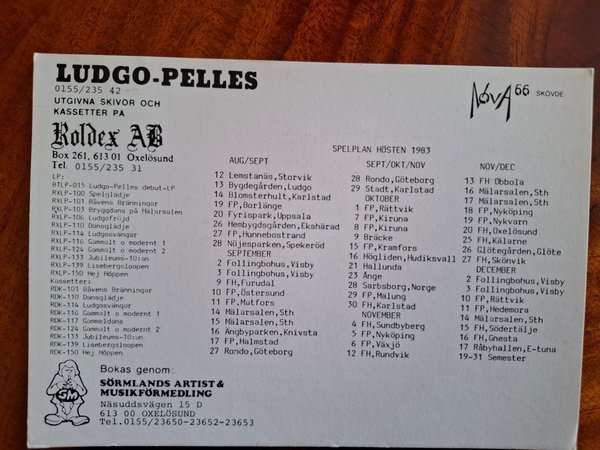 LUDGO-PELLES
0155/235 42
UTGIVNA SKIVOR OCH
KASSETTER PÅ
Roldex AB
Box 261, 613 01 Oxelösund
Tel. 0155/235 31
LP:
BTLP-015 Ludgo-Pelles debut-LP
RXLP-100 Spelglädje
RXLP-101 Båvens Bränningar
RXLP-103 Bryggdans på Mälarsalen
RXLP-106 Ludgofröjd
RXLP-110 Dansglädje
RXLP-114 Ludgosvängar
RXLP-116 Gammalt o modernt 1
RXLP-124 Gammalt o modernt 2
RXLP-133 Jubileums-10:an
RXLP-139 Lisebergsloopen
RXLP-150 Hej Höppen
Kassetter:
RDK-101 Båvens Bränningar
RDK-110 Dansglädje
RDK-114 Ludgosvängar
RDK-116 Gammalt o modernt 1
RDK-117 Gammeldans
RDK-124 Gammalt o modernt 2
RDK-133 Jubileums-10:an
RDK-139 Lisebergsloopen
RDK-150 Hej Höppen
NövA 66 SKÖVDE
SPELPLAN HÖSTEN 1983
AUG/SEPT
12 Lemstanäs, Storvik
13 Bygdegården, Ludgo
14 Blomsterhult, Karlstad
19 FP, Borlänge
20 Fyrispark, Uppsala
26 Hembygdsgården, Ekshärad
27 FP, Hunnebostrand
28 Nöjesparken, Spekeröd
SEPTEMBER
2 Follingbohus, Visby
3 Follingbohus, Visby
9 FH, Furudal
10 FP, Östersund
11 FP, Matfors
14 Mälarsalen, Sth
15 Mälarsalen, Sth
16 Ängbyparken, Knivsta
17 FP, Halmstad
27 Rondo, Göteborg
SEPT/OKT/NOV
28 Rondo, Göteborg
29 Stadt, Karlstad
OKTOBER
1 FP, Rättvik
7 FP, Kiruna
8 FP, Kiruna
9 Bräcke
15 FP, Kramfors
16 Högliden, Hudiksvall
21 Hallunda
23 Ånge
28 Sarbsborg, Norge
29 FP, Malung
30 FH, Karlstad
NOVEMBER
4 FH, Sundbyberg
5 FP, Nyköping
6 FP, Växjö
12 FH, Rundvik
NOV/DEC
13 FH Obbola
16 Mälarsalen, Sth
17 Mälarsalen, Sth
18 FP, Nyköping
19 FP, Nykvarn
20 FH, Oxelösund
25 FH, Kälarne
26 Glötegården, Glöte
27 FH, Skönvik
DECEMBER
2 Follingbohus, Visby
3 Follingbohus, Visby
10 FP, Rättvik
11 FP, Hedemora
14 Mälarsalen, Sth
15 FH, Södertälje
16 FH, Gnesta
17 Råbyhallen, E-tuna
19-31 Semester
SM
Bokas genom:
SÖRMLANDS ARTIST &
MUSIKFÖRMEDLING
Näsuddsvägen 15 D
613 00 OXELÖSUND
Tel.0155/23650-23652-23653